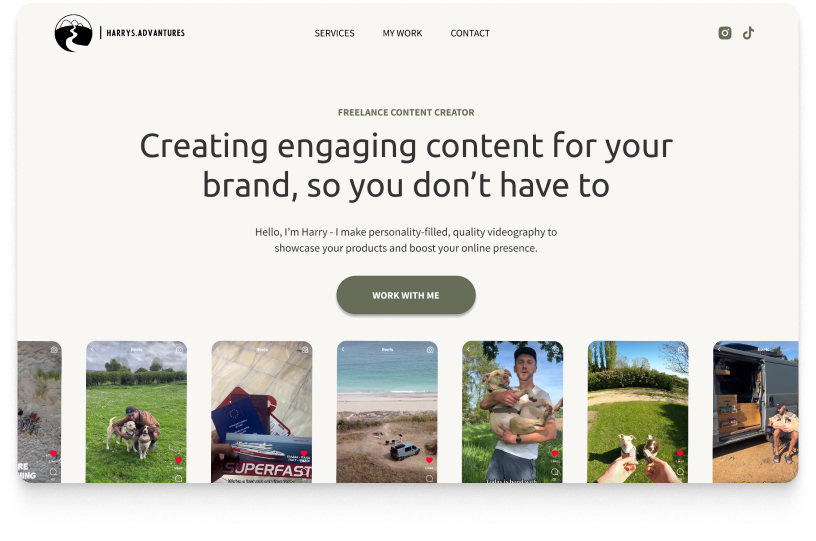 HARRYS.ADVANTURES
SERVICES
MY WORK
CONTACT
FREELANCE CONTENT CREATOR
Creating engaging content for your
brand, so you don't have to
Hello, I'm Harry - I make personality-filled, quality videography to
showcase your products and boost your online presence.
WORK WITH ME
Reels
Reels
Reels
Reels
SUPERFAST